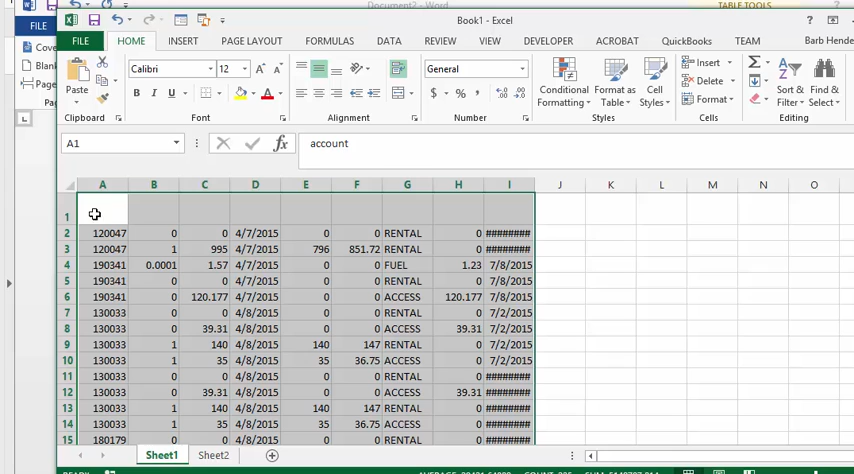 Document2 - Word
TABLE TOOLS
Book1 - Excel
?
FILE
FILE HOME INSERT PAGE LAYOUT FORMULAS DATA REVIEW VIEW DEVELOPER ACROBAT QuickBooks TEAM Barb Hende
Cove
Blank
Page
Pa
Paste
Clipboard
Calibri 12
B I U
Font
Alignment
General
$ % ,
Number
Conditional Formatting
Format as Table
Cell Styles
Styles
Insert
Delete
Format
Cells
Sort & Filter
Find & Select
Editing
A1 fx account
A B C D E F G H I J K L M N O
1
2 120047 0 0 4/7/2015 0 0 RENTAL 0 ########
3 120047 1 995 4/7/2015 796 851.72 RENTAL 0 ########
4 190341 0.0001 1.57 4/7/2015 0 0 FUEL 1.23 7/8/2015
5 190341 0 0 4/7/2015 0 0 RENTAL 0 7/8/2015
6 190341 0 120.177 4/7/2015 0 0 ACCESS 120.177 7/8/2015
7 130033 0 0 4/8/2015 0 0 RENTAL 0 7/2/2015
8 130033 0 39.31 4/8/2015 0 0 ACCESS 39.31 7/2/2015
9 130033 1 140 4/8/2015 140 147 RENTAL 0 7/2/2015
10 130033 1 35 4/8/2015 35 36.75 ACCESS 0 7/2/2015
11 130033 0 0 4/8/2015 0 0 RENTAL 0 ########
12 130033 0 39.31 4/8/2015 0 0 ACCESS 39.31 ########
13 130033 1 140 4/8/2015 140 147 RENTAL 0 ########
14 130033 1 35 4/8/2015 35 36.75 ACCESS 0 ########
15 180179 0 0 4/9/2015 0 0 RENTAL 0 ########
Sheet1 Sheet2